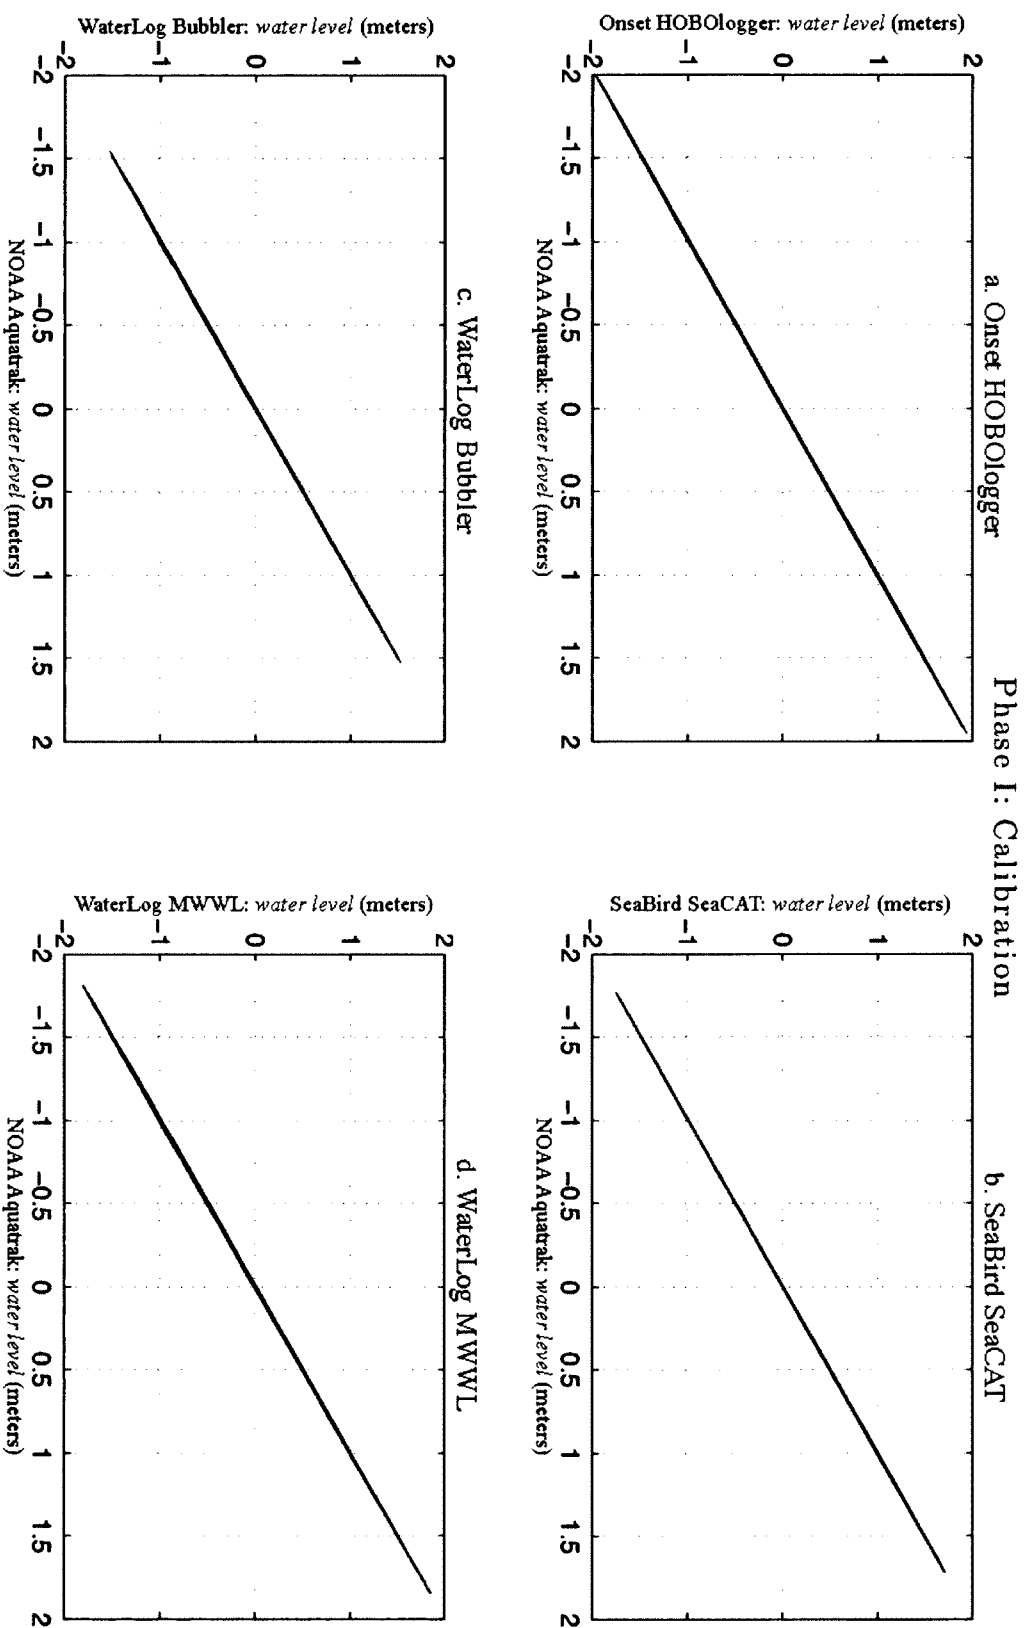 Phase I: Calibration
a. Onset HOBOlogger
Onset HOBOlogger: water level (meters)
2
1
0
−1
−2
−2 −1.5 −1 −0.5 0 0.5 1 1.5 2
NOAA Aquatrak: water level (meters)
b. SeaBird SeaCAT
SeaBird SeaCAT: water level (meters)
2
1
0
−1
−2
−2 −1.5 −1 −0.5 0 0.5 1 1.5 2
NOAA Aquatrak: water level (meters)
c. WaterLog Bubbler
WaterLog Bubbler: water level (meters)
2
1
0
−1
−2
−2 −1.5 −1 −0.5 0 0.5 1 1.5 2
NOAA Aquatrak: water level (meters)
d. WaterLog MWWL
WaterLog MWWL: water level (meters)
2
1
0
−1
−2
−2 −1.5 −1 −0.5 0 0.5 1 1.5 2
NOAA Aquatrak: water level (meters)